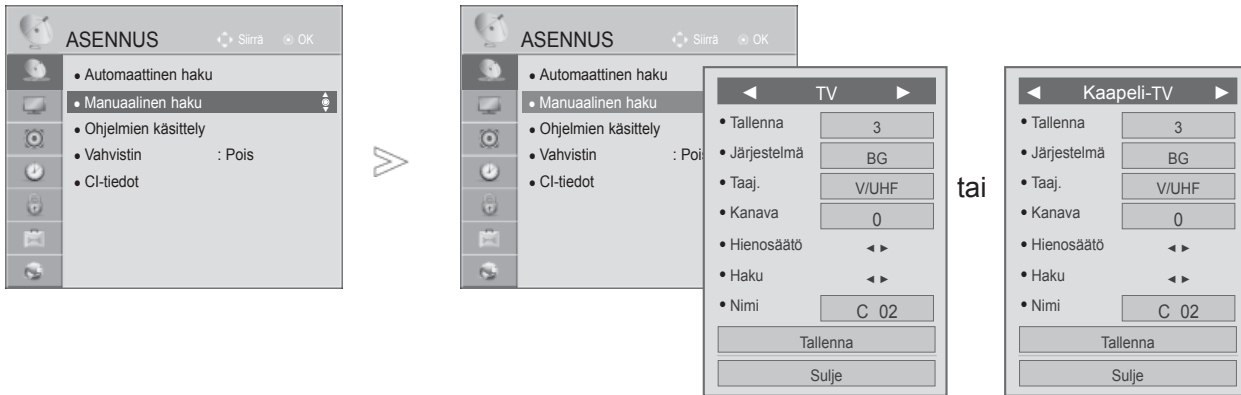 ASENNUS Siirrä OK
• Automaattinen haku
• Manuaalinen haku
• Ohjelmien käsittely
• Vahvistin : Pois
• CI-tiedot
ASENNUS Siirrä OK
• Automaattinen haku
• Manuaalinen haku
• Ohjelmien käsittely
• Vahvistin : Poi
• CI-tiedot
◄ TV ►
• Tallenna 3
• Järjestelmä BG
• Taaj. V/UHF
• Kanava 0
• Hienosäätö ◄ ►
• Haku ◄ ►
• Nimi C 02
Tallenna
Sulje
tai
◄ Kaapeli-TV ►
• Tallenna 3
• Järjestelmä BG
• Taaj. V/UHF
• Kanava 0
• Hienosäätö ◄ ►
• Haku ◄ ►
• Nimi C 02
Tallenna
Sulje